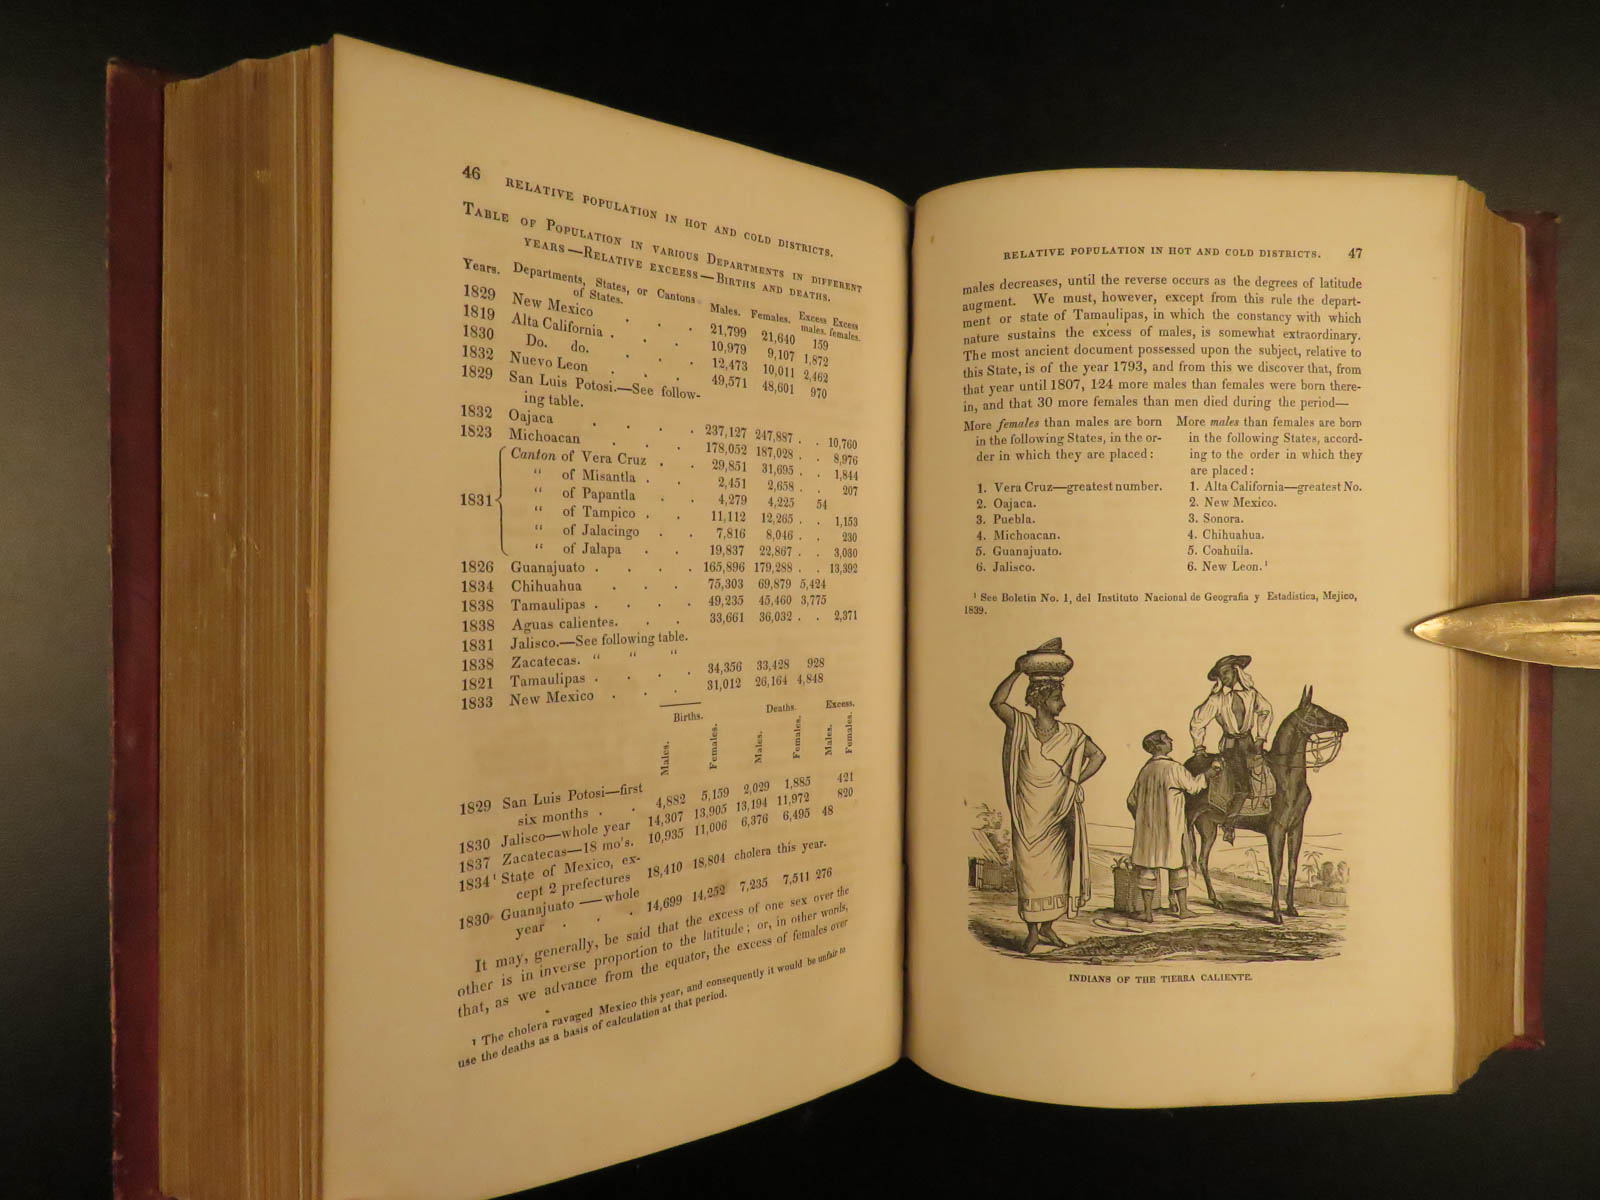 46 RELATIVE POPULATION IN HOT AND COLD DISTRICTS.
TABLE OF POPULATION IN VARIOUS DEPARTMENTS IN DIFFERENT
YEARS—RELATIVE EXCESS—BIRTHS AND DEATHS.
Years. Departments, States, or Cantons of States. Males. Females. Excess males. Excess females.
1829 New Mexico . . . 21,799 21,640 159
1819 Alta California . . . 10,979 9,107 1,872
1830 Do. do. . . . 12,473 10,011 2,462
1832 Nuevo Leon . . . 49,571 48,601 970
1829 San Luis Potosi.—See follow-
ing table.
1832 Oajaca . . . . 237,127 247,887 . . 10,760
1823 Michoacan . . . 178,052 187,028 . . 8,976
Canton of Vera Cruz . . 29,851 31,695 . . 1,844
“ of Misantla . . 2,451 2,658 . . 207
“ of Papantla . . 4,279 4,225 54
1831 “ of Tampico . . 11,112 12,265 . . 1,153
“ of Jalacingo . . 7,816 8,046 . . 230
“ of Jalapa . . 19,837 22,867 . . 3,030
1826 Guanajuato . . . . 165,896 179,288 . . 13,392
1834 Chihuahua . . . 75,303 69,879 5,424
1838 Tamaulipas . . . . 49,235 45,460 3,775
1838 Aguas calientes. . . 33,661 36,032 . . 2,371
1831 Jalisco.—See following table.
1838 Zacatecas. “ “ “
1821 Tamaulipas . . . . 34,356 33,428 928
1833 New Mexico . . . 31,012 26,164 4,848
Births. Deaths. Excess.
Males. Females. Males. Females. Males. Females.
1829 San Luis Potosi—first
six months . . 4,882 5,159 2,029 1,885 421
1830 Jalisco—whole year 14,307 13,905 13,194 11,972 820
1837 Zacatecas—18 mo's. 10,935 11,006 6,376 6,495 48
1834¹ State of Mexico, ex-
cept 2 prefectures 18,410 18,804 cholera this year.
1830 Guanajuato — whole
year . . 14,699 14,252 7,235 7,511 276
It may, generally, be said that the excess of one sex over the
other is in inverse proportion to the latitude; or, in other words,
that, as we advance from the equator, the excess of females over
¹ The cholera ravaged Mexico this year, and consequently it would be unfair to
use the deaths as a basis of calculation at that period.
RELATIVE POPULATION IN HOT AND COLD DISTRICTS. 47
males decreases, until the reverse occurs as the degrees of latitude
augment. We must, however, except from this rule the depart-
ment or state of Tamaulipas, in which the constancy with which
nature sustains the excess of males, is somewhat extraordinary.
The most ancient document possessed upon the subject, relative to
this State, is of the year 1793, and from this we discover that, from
that year until 1807, 124 more males than females were born there-
in, and that 30 more females than men died during the period—
More females than males are born
in the following States, in the or-
der in which they are placed:
1. Vera Cruz—greatest number.
2. Oajaca.
3. Puebla.
4. Michoacan.
5. Guanajuato.
6. Jalisco.
More males than females are born
in the following States, accord-
ing to the order in which they
are placed:
1. Alta California—greatest No.
2. New Mexico.
3. Sonora.
4. Chihuahua.
5. Coahuila.
6. New Leon.¹
¹ See Boletin No. 1, del Instituto Nacional de Geografia y Estadistica, Mejico,
1839.
INDIANS OF THE TIERRA CALIENTE.